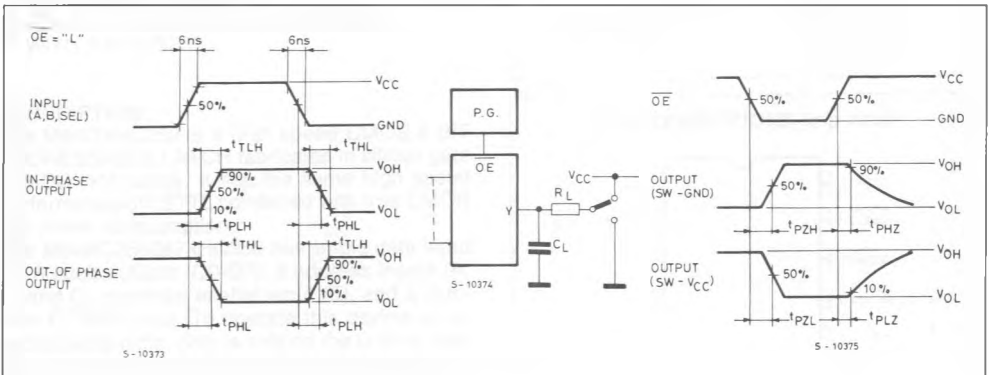 OE = "L"
6ns
6ns
INPUT
(A,B,SEL)
50%
VCC
GND
tTLH
tTHL
IN-PHASE
OUTPUT
90%
50%
10%
VOH
VOL
tPLH
tPHL
tTHL
tTLH
OUT-OF PHASE
OUTPUT
90%
50%
10%
VOH
VOL
tPHL
tPLH
S - 10373
P.G.
OE
Y
VCC
RL
CL
S - 10374
OE
50%
50%
VCC
GND
OUTPUT
(SW - GND)
50%
90%
VOH
VOL
tPZH
tPHZ
OUTPUT
(SW - VCC)
50%
10%
VOH
VOL
tPZL
tPLZ
S - 10375